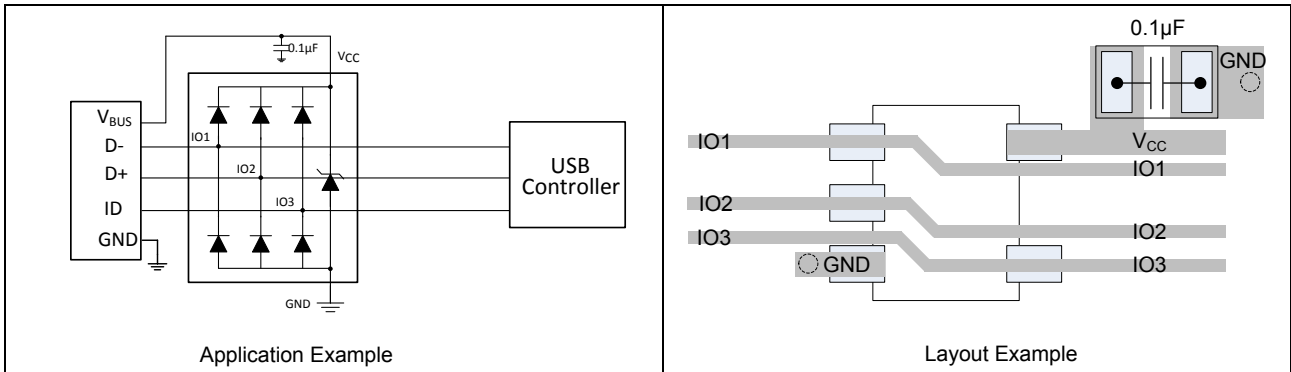 0.1µF
VCC
VBUS
D-
D+
ID
GND
IO1
IO2
IO3
USB
Controller
GND
Application Example
0.1µF
GND
IO1
VCC
IO1
IO2
IO2
IO3
IO3
GND
Layout Example